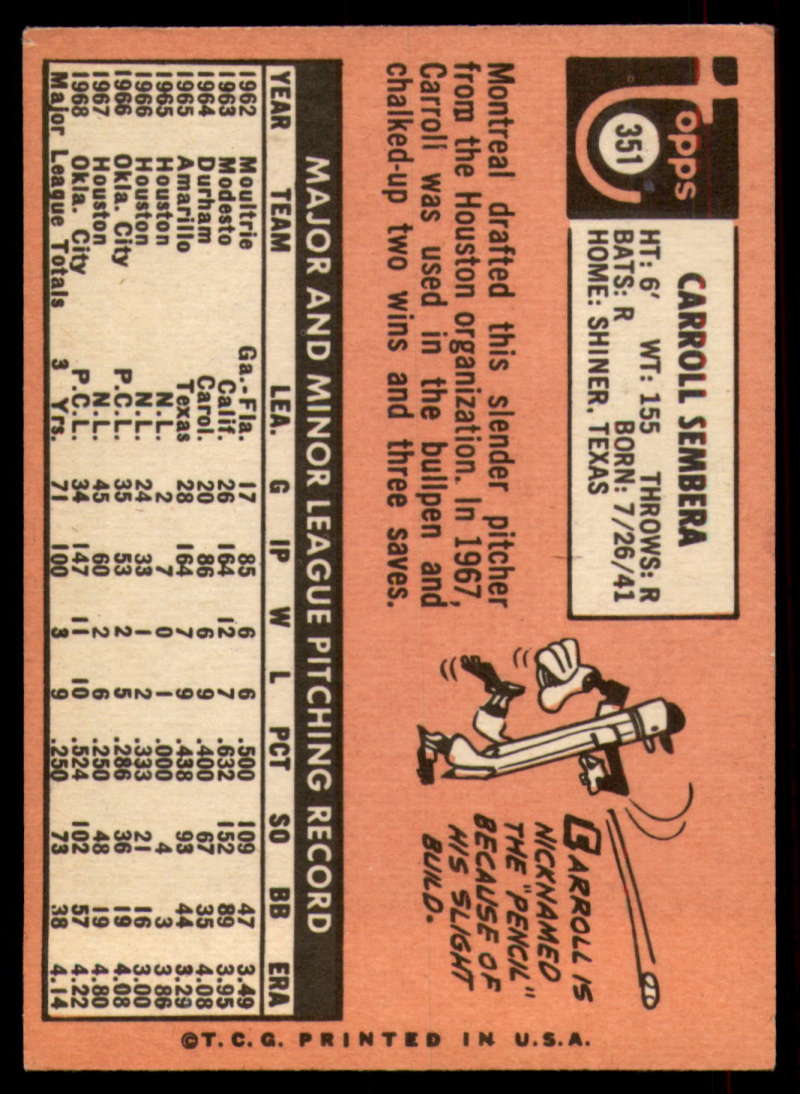 Topps
351
CARROLL SEMBERA
HT: 6' WT: 155 THROWS: R
BATS: R BORN: 7/26/41
HOME: SHINER, TEXAS
Montreal drafted this slender pitcher
from the Houston organization. In 1967,
Carroll was used in the bullpen and
chalked-up two wins and three saves.
CARROLL IS
NICKNAMED
THE "PENCIL"
BECAUSE OF
HIS SLIGHT
BUILD.
MAJOR AND MINOR LEAGUE PITCHING RECORD
YEAR TEAM LEA. G IP W L PCT SO BB ERA
1962 Moultrie Ga.-Fla. 17 85 6 6 .500 109 47 3.49
1963 Modesto Calif. 26 164 12 7 .632 152 89 3.95
1964 Durham Carol. 20 86 6 9 .400 67 35 4.08
1965 Amarillo Texas 28 164 7 9 .438 93 44 3.29
1965 Houston N.L. 2 7 0 1 .000 4 3 3.86
1966 Houston N.L. 24 33 1 2 .333 21 16 3.00
1966 Okla. City P.C.L. 35 53 2 5 .286 36 19 4.08
1967 Houston N.L. 45 60 2 6 .250 48 19 4.80
1968 Okla. City P.C.L. 34 147 11 10 .524 102 57 4.22
Major League Totals 3 Yrs. 71 100 3 9 .250 73 38 4.14
©T.C.G. PRINTED IN U.S.A.